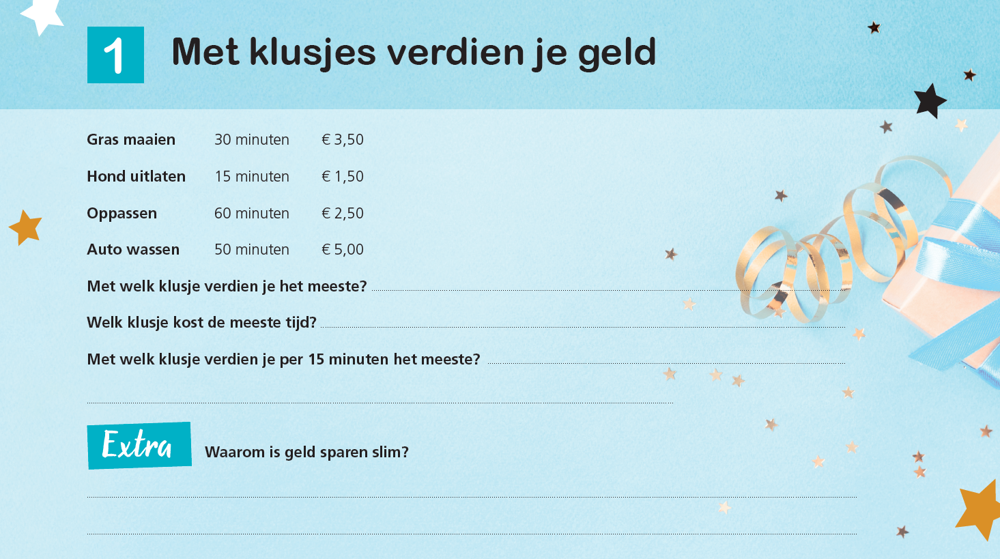 1 Met klusjes verdien je geld
Gras maaien 30 minuten € 3,50
Hond uitlaten 15 minuten € 1,50
Oppassen 60 minuten € 2,50
Auto wassen 50 minuten € 5,00
Met welk klusje verdien je het meeste?
Welk klusje kost de meeste tijd?
Met welk klusje verdien je per 15 minuten het meeste?
Extra Waarom is geld sparen slim?